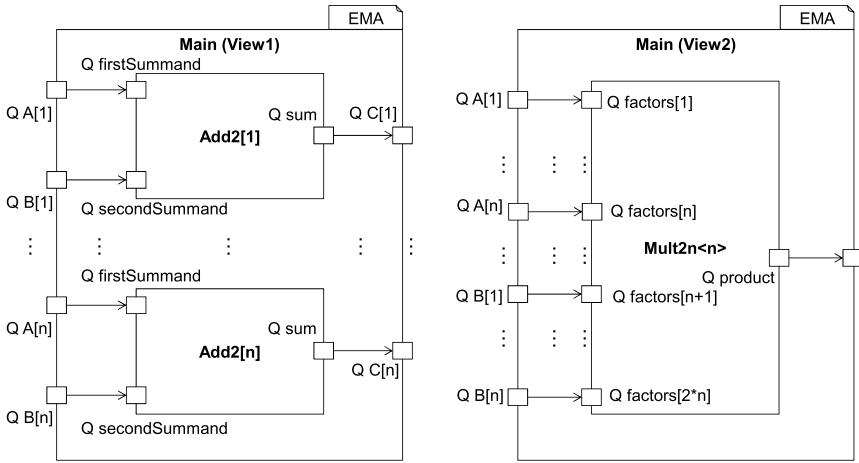 EMA
Main (View1)
Q firstSummand
Q A[1]
Q sum
Q C[1]
Add2[1]
Q B[1]
Q secondSummand
⋮ ⋮ ⋮ ⋮ ⋮
Q firstSummand
Q A[n]
Q sum
Add2[n]
Q C[n]
Q B[n]
Q secondSummand
EMA
Main (View2)
Q A[1]
Q factors[1]
⋮ ⋮ ⋮
Q A[n]
Q factors[n]
⋮ ⋮ ⋮
Mult2n<n>
Q product
Q B[1]
Q factors[n+1]
⋮ ⋮ ⋮
Q B[n]
Q factors[2*n]